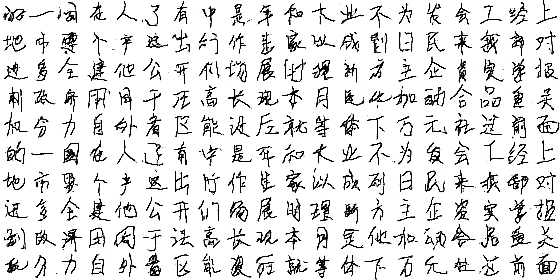 的一国在人了有中是年和大业不为发会工经上
地市要个产这出行作生家以成到日民来我部对
进多全建他公开们场展时理新方主企资实学报
制政济用同于法高长现本月定化加动合品重关
机分力自外者区能设后就等体下万元社过前面
的一国在人了有中是年和大业不为发会工经上
地市要个产这出行作生家以成到日民来我部对
进多全建他公开们场展时理新方主企资实学报
制政济用同于法高长现本月定化加动合品重关
机分力自外者区能设后就等体下万元社过前面